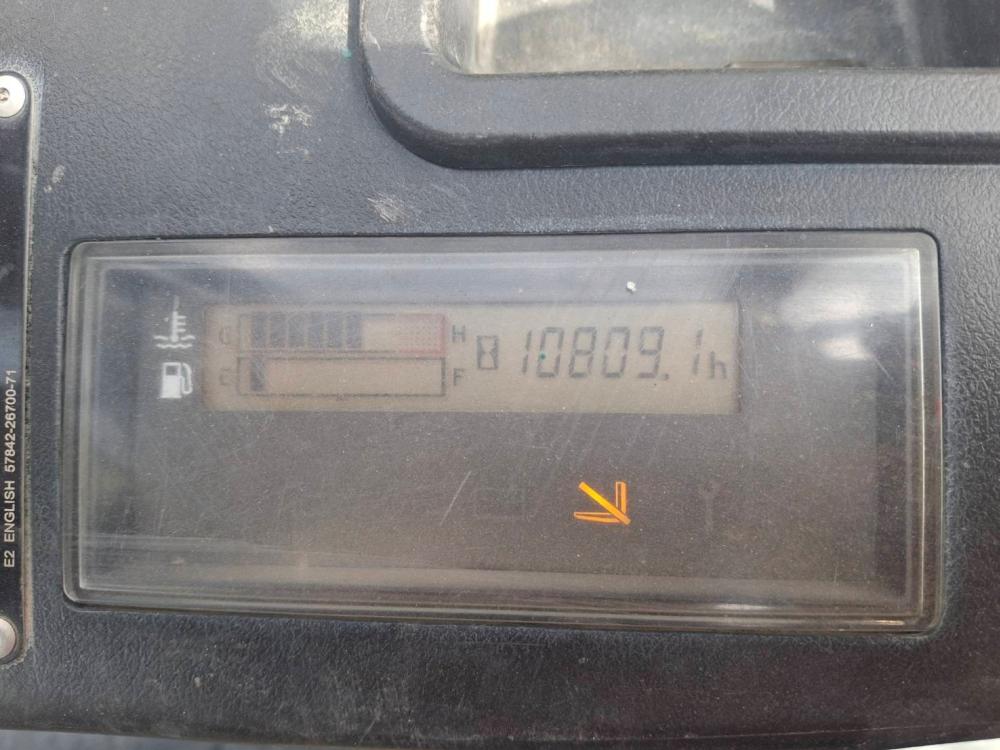 E2 ENGLISH 57842-26700-71
C H
E F
10809.1h